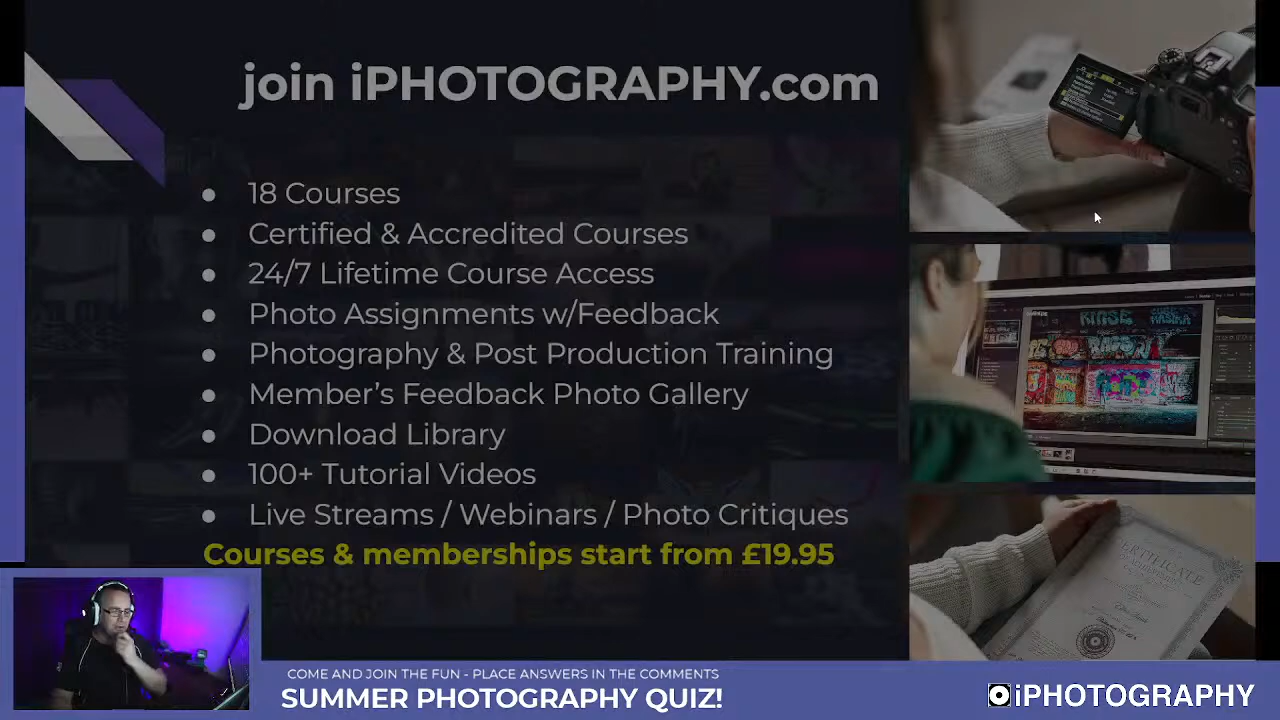 join iPHOTOGRAPHY.com
18 Courses
Certified & Accredited Courses
24/7 Lifetime Course Access
Photo Assignments w/Feedback
Photography & Post Production Training
Member's Feedback Photo Gallery
Download Library
100+ Tutorial Videos
Live Streams / Webinars / Photo Critiques
Courses & memberships start from £19.95
COME AND JOIN THE FUN - PLACE ANSWERS IN THE COMMENTS
SUMMER PHOTOGRAPHY QUIZ!
iPHOTOGRAPHY